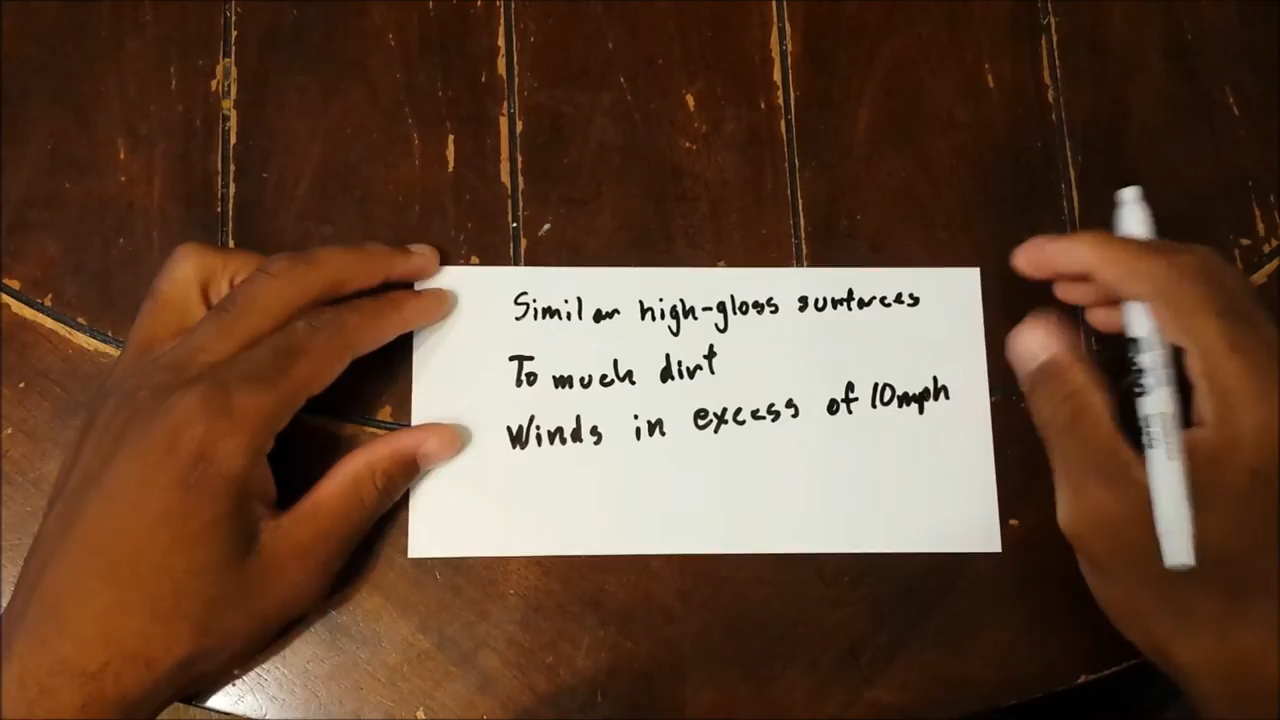 Similar high-gloss surfaces
To much dirt
Winds in excess of 10mph